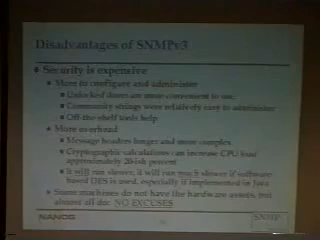 Disadvantages of SNMPv3
Security is expensive
More to configure and administer
Unlocked doors are more convenient to use
Community strings were relatively easy to administer
Off-the-shelf tools help
More overhead
Message headers longer and more complex
Cryptographic calculations can increase CPU load
approximately 20-ish percent
It will run slower, it will run much slower if software
based DES is used, especially if implemented in Java
Some machines do not have the hardware assets, but
almost all do: NO EXCUSES
NANOG
SNMP